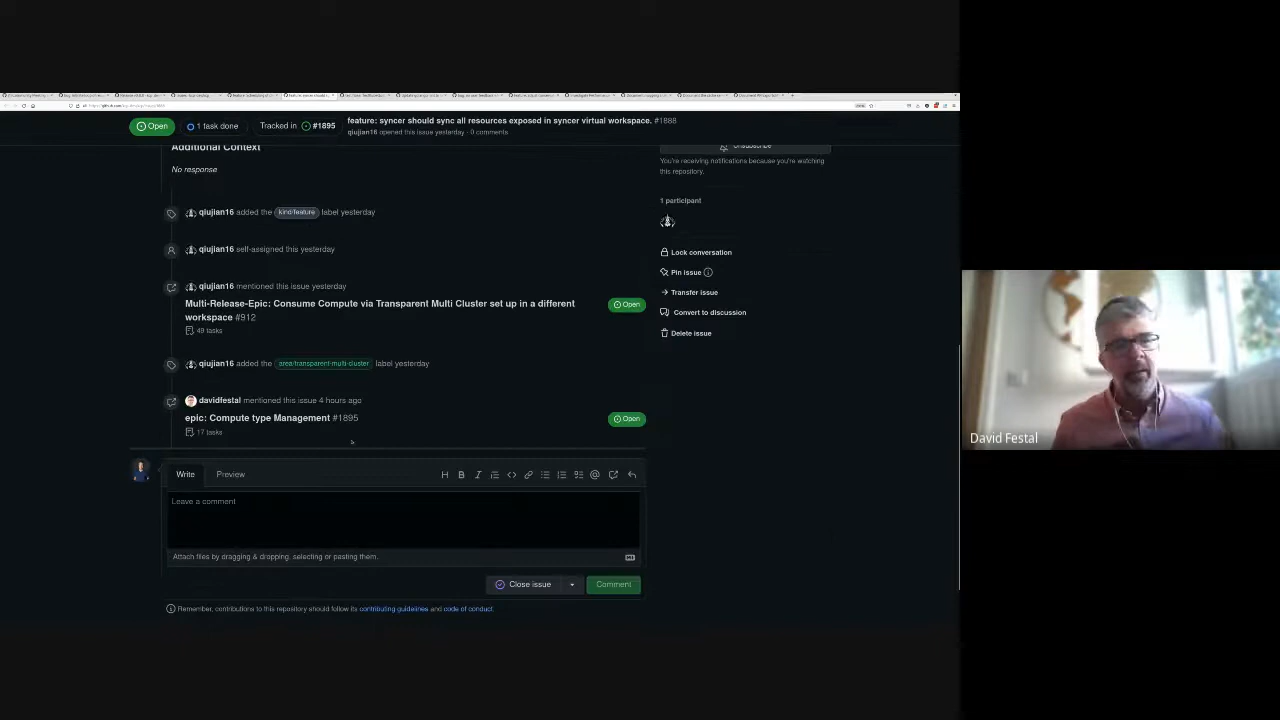 Open
1 task done
Tracked in #1895
feature: syncer should sync all resources exposed in syncer virtual workspace. #1888
qiujian16 opened this issue yesterday · 0 comments
Additional Context
No response
qiujian16 added the kind/feature label yesterday
qiujian16 self-assigned this yesterday
qiujian16 mentioned this issue yesterday
Multi-Release-Epic: Consume Compute via Transparent Multi Cluster set up in a different
workspace #912
Open
49 tasks
qiujian16 added the area/transparent-multi-cluster label yesterday
davidfestal mentioned this issue 4 hours ago
epic: Compute type Management #1895
Open
17 tasks
Write
Preview
Leave a comment
Attach files by dragging & dropping, selecting or pasting them.
Close issue
Comment
Remember, contributions to this repository should follow its contributing guidelines and code of conduct.
Unsubscribe
You're receiving notifications because you're watching
this repository.
1 participant
Lock conversation
Pin issue
Transfer issue
Convert to discussion
Delete issue
David Festal